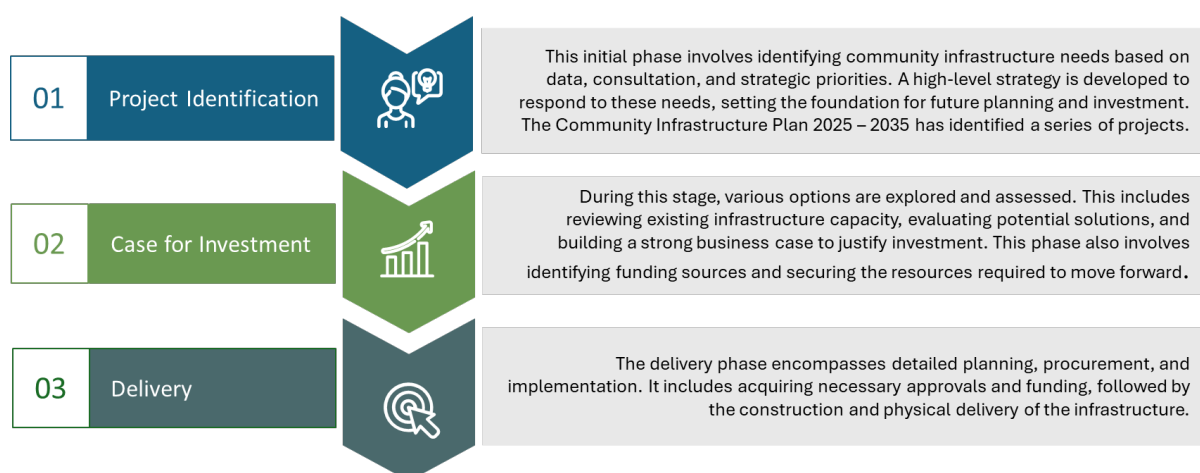 01
Project Identification
This initial phase involves identifying community infrastructure needs based on
data, consultation, and strategic priorities. A high-level strategy is developed to
respond to these needs, setting the foundation for future planning and investment.
The Community Infrastructure Plan 2025 – 2035 has identified a series of projects.
02
Case for Investment
During this stage, various options are explored and assessed. This includes
reviewing existing infrastructure capacity, evaluating potential solutions, and
building a strong business case to justify investment. This phase also involves
identifying funding sources and securing the resources required to move forward.
03
Delivery
The delivery phase encompasses detailed planning, procurement, and
implementation. It includes acquiring necessary approvals and funding, followed by
the construction and physical delivery of the infrastructure.